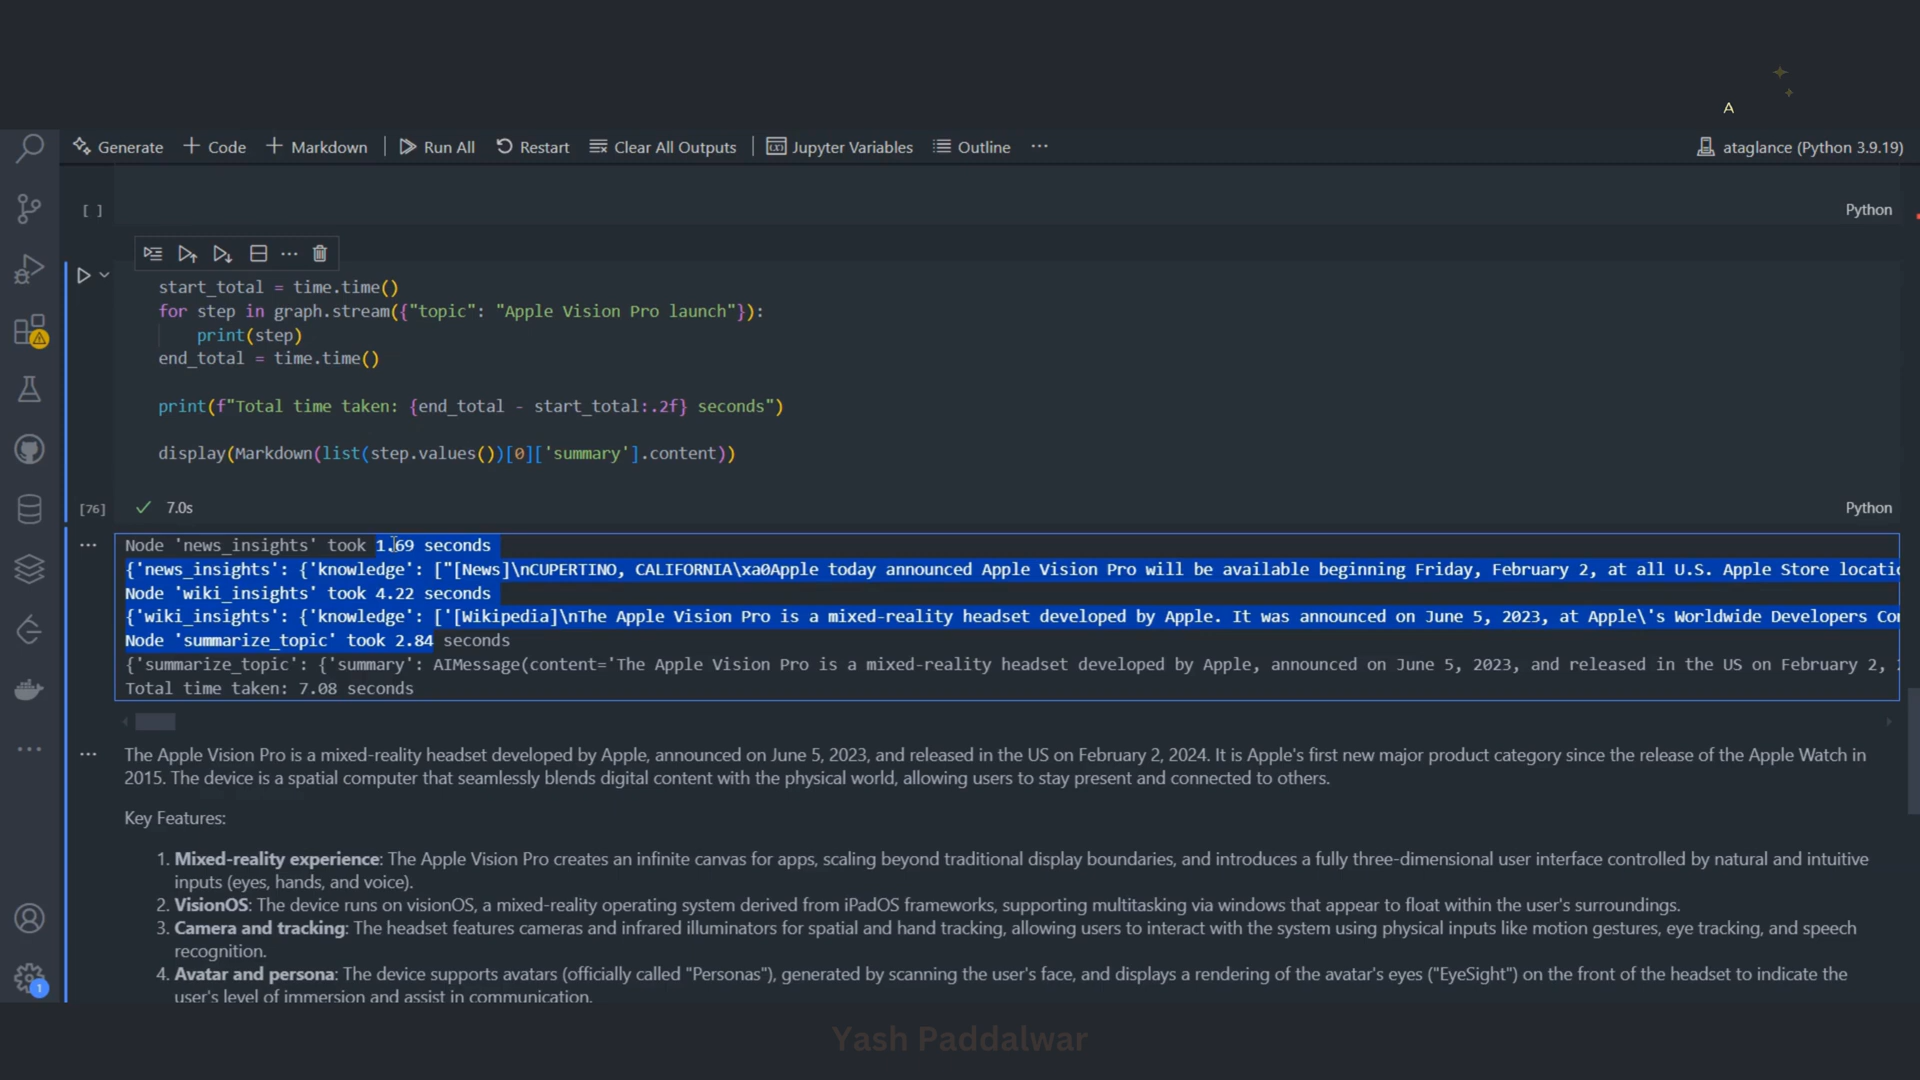 A
Generate + Code + Markdown Run All Restart Clear All Outputs Jupyter Variables Outline ··· ataglance (Python 3.9.19)
[ ] Python
start_total = time.time()
for step in graph.stream({"topic": "Apple Vision Pro launch"}):
print(step)
end_total = time.time()
print(f"Total time taken: {end_total - start_total:.2f} seconds")
display(Markdown(list(step.values())[0]['summary'].content))
[76] 7.0s Python
Node 'news_insights' took 1.69 seconds
{'news_insights': {'knowledge': ["[News]\nCUPERTINO, CALIFORNIA\xa0Apple today announced Apple Vision Pro will be available beginning Friday, February 2, at all U.S. Apple Store locatio
Node 'wiki_insights' took 4.22 seconds
{'wiki_insights': {'knowledge': ['[Wikipedia]\nThe Apple Vision Pro is a mixed-reality headset developed by Apple. It was announced on June 5, 2023, at Apple\'s Worldwide Developers Co
Node 'summarize_topic' took 2.84 seconds
{'summarize_topic': {'summary': AIMessage(content='The Apple Vision Pro is a mixed-reality headset developed by Apple, announced on June 5, 2023, and released in the US on February 2,
Total time taken: 7.08 seconds
The Apple Vision Pro is a mixed-reality headset developed by Apple, announced on June 5, 2023, and released in the US on February 2, 2024. It is Apple's first new major product category since the release of the Apple Watch in
2015. The device is a spatial computer that seamlessly blends digital content with the physical world, allowing users to stay present and connected to others.
Key Features:
1. Mixed-reality experience: The Apple Vision Pro creates an infinite canvas for apps, scaling beyond traditional display boundaries, and introduces a fully three-dimensional user interface controlled by natural and intuitive
inputs (eyes, hands, and voice).
2. VisionOS: The device runs on visionOS, a mixed-reality operating system derived from iPadOS frameworks, supporting multitasking via windows that appear to float within the user's surroundings.
3. Camera and tracking: The headset features cameras and infrared illuminators for spatial and hand tracking, allowing users to interact with the system using physical inputs like motion gestures, eye tracking, and speech
recognition.
4. Avatar and persona: The device supports avatars (officially called "Personas"), generated by scanning the user's face, and displays a rendering of the avatar's eyes ("EyeSight") on the front of the headset to indicate the
user's level of immersion and assist in communication.
1
Yash Paddalwar